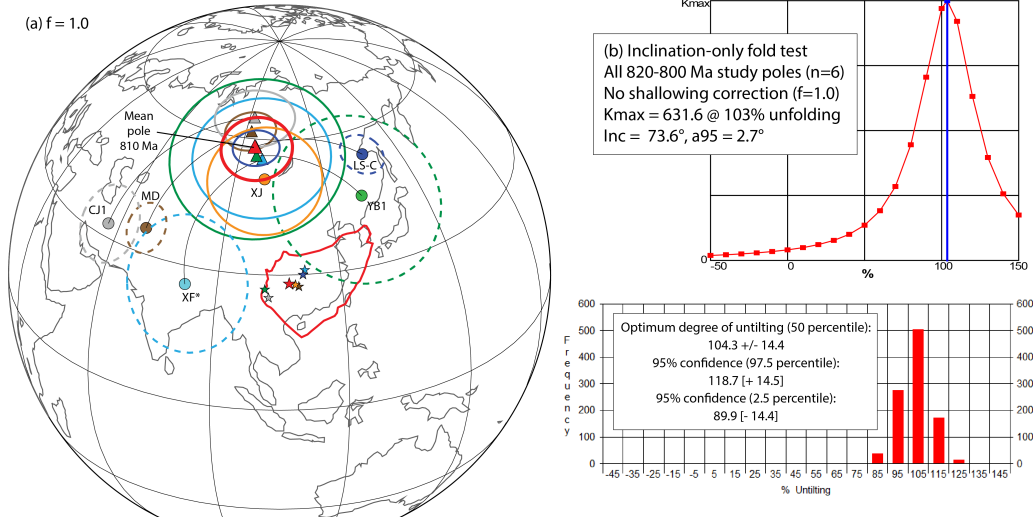 (a) f = 1.0
Mean
pole
810 Ma
LS-C
XJ
YB1
CJ1
MD
XF*
Kmax
(b) Inclination-only fold test
All 820-800 Ma study poles (n=6)
No shallowing correction (f=1.0)
Kmax = 631.6 @ 103% unfolding
Inc = 73.6°, a95 = 2.7°
0
-50 0 100 150
%
600 600
500 500
400 400
300 300
200 200
100 100
0 0
Frequency
Optimum degree of untilting (50 percentile):
104.3 +/- 14.4
95% confidence (97.5 percentile):
118.7 [+ 14.5]
95% confidence (2.5 percentile):
89.9 [- 14.4]
-45 -35 -25 -15 -5 5 15 25 35 45 55 65 75 85 95 105 115 125 135 145
% Untilting